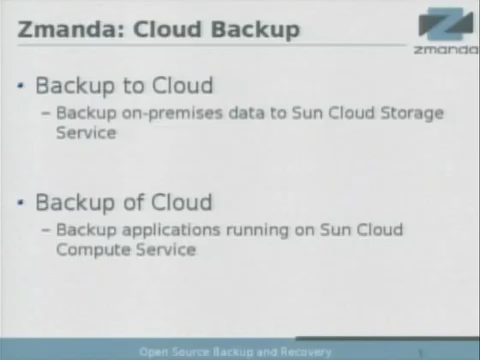 Zmanda: Cloud Backup
zmanda
• Backup to Cloud
– Backup on-premises data to Sun Cloud Storage
Service
• Backup of Cloud
– Backup applications running on Sun Cloud
Compute Service
Open Source Backup and Recovery